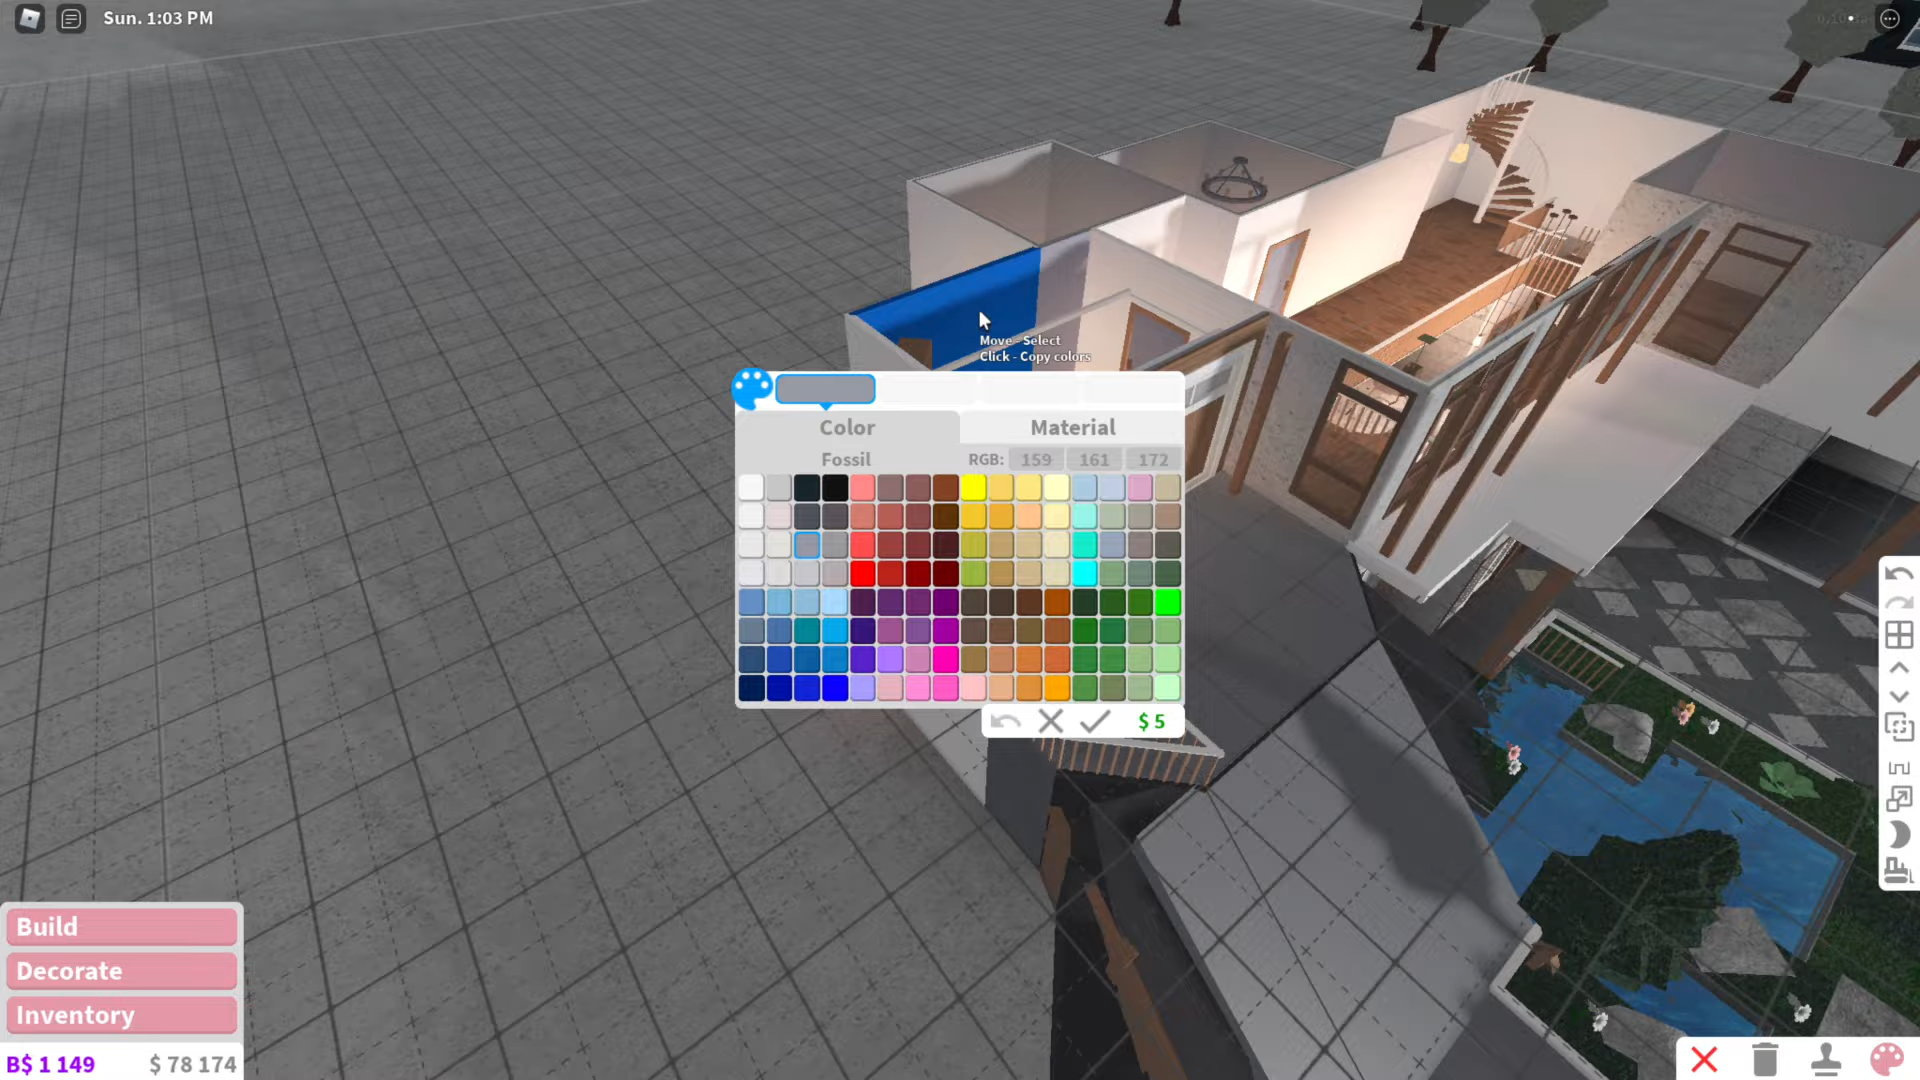 Sun. 1:03 PM
Move - Select
Click - Copy colors
Color
Material
Fossil
RGB: 159 161 172
$ 5
Build
Decorate
Inventory
B$ 1 149
$ 78 174